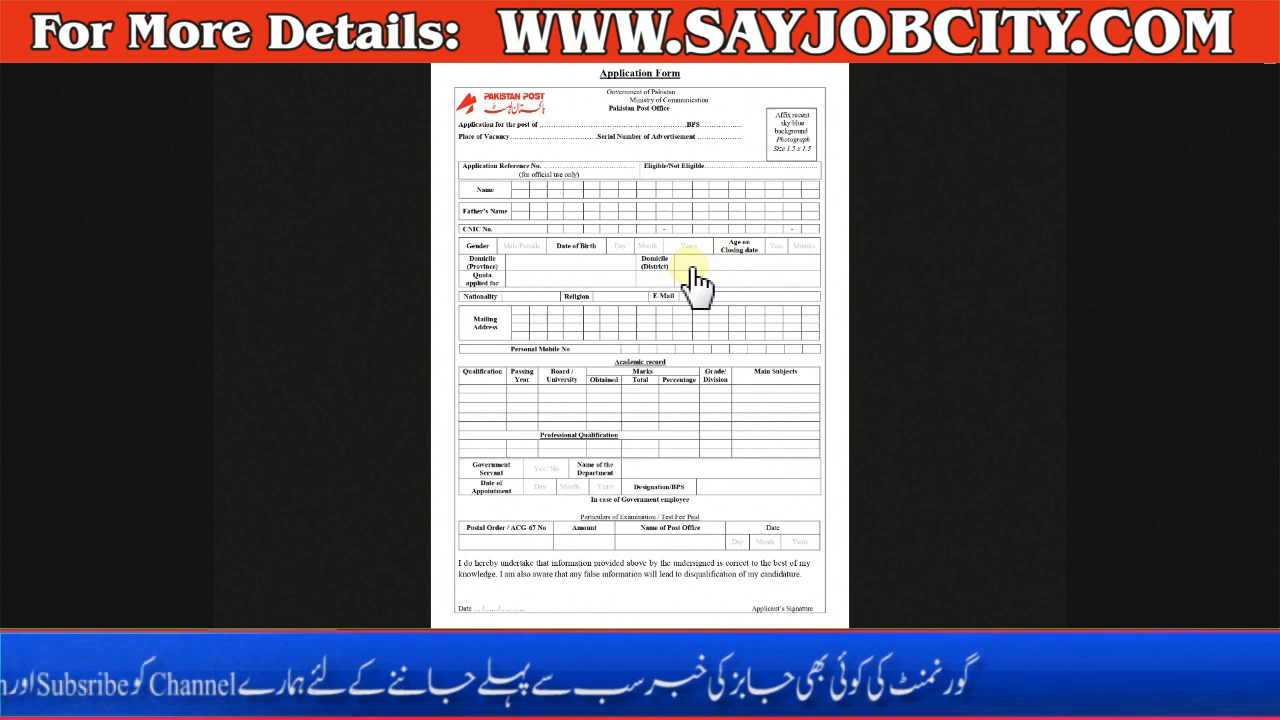 For More Details: WWW.SAYJOBCITY.COM
Application Form
PAKISTAN POST
پاکستان پوسٹ
Government of Pakistan
Ministry of Communication
Pakistan Post Office
Affix recent
sky blue
background
Photograph
Size 1.5 x 1.5
Application for the post of ……………………………………………BPS…………....
Place of Vacancy………………………….Serial Number of Advertisement ……………
Application Reference No. …………………………
(for official use only)
Eligible/Not Eligible…………………………………
Name
Father's Name
CNIC No. - -
Gender Male/Female Date of Birth Day Month Years Age on Closing date Year Months
Domicile (Province) Domicile (District)
Quota applied for
Nationality Religion E-Mail
Mailing Address
Personal Mobile No
Academic record
Qualification Passing Year Board / University Marks Grade/ Division Main Subjects
Obtained Total Percentage
Professional Qualification
Government Servant Yes / No Name of the Department
Date of Appointment Day Month Years Designation/BPS
In case of Government employee
Particulers of Examination / Test Fee Paid
Postal Order / ACG-67 No Amount Name of Post Office Date
Day Month Years
I do hereby undertake that information provided above by the undersigned is correct to the best of my
knowledge. I am also aware that any false information will lead to disqualification of my candidature.
Date …/……/……….. Applicant's Signature
گورنمنٹ کی کوئی بھی جابز کی خبر سب سے پہلے جاننے کے لئے ہمارے Channel کو Subsribe اور